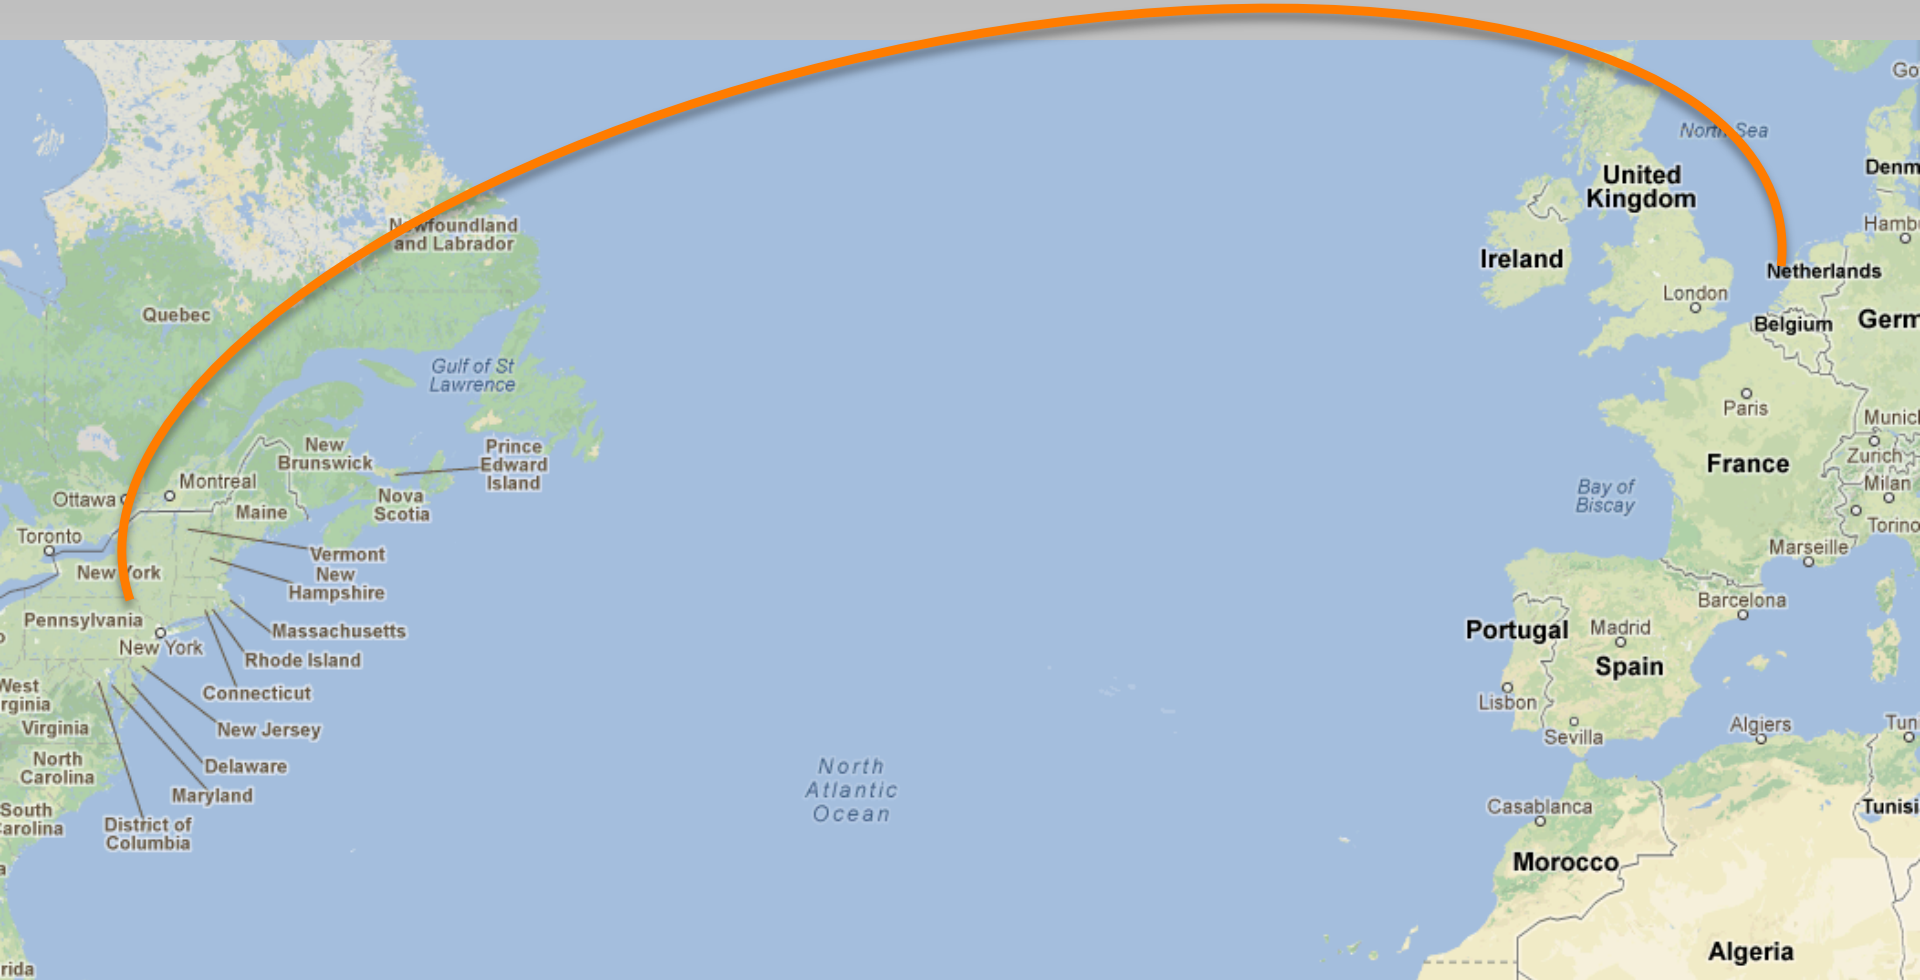 Go
North Sea
Denm
United
Kingdom
Hambu
Newfoundland
and Labrador
Ireland
Netherlands
London
Quebec
Belgium
Germ
Gulf of St
Lawrence
Paris
Munich
New
Brunswick
Prince
Edward
Island
Zurich
France
Montreal
Milan
Ottawa
Nova
Scotia
Bay of
Biscay
Maine
Torino
Toronto
Vermont
Marseille
New York
New
Hampshire
Barcelona
Pennsylvania
Massachusetts
Portugal
Madrid
New York
Rhode Island
Spain
West
rginia
Connecticut
Lisbon
Virginia
New Jersey
Algiers
Tun
Sevilla
North
Carolina
Delaware
North
Atlantic
Ocean
Maryland
Casablanca
Tunisi
South
Carolina
District of
Columbia
Morocco
Algeria
rida